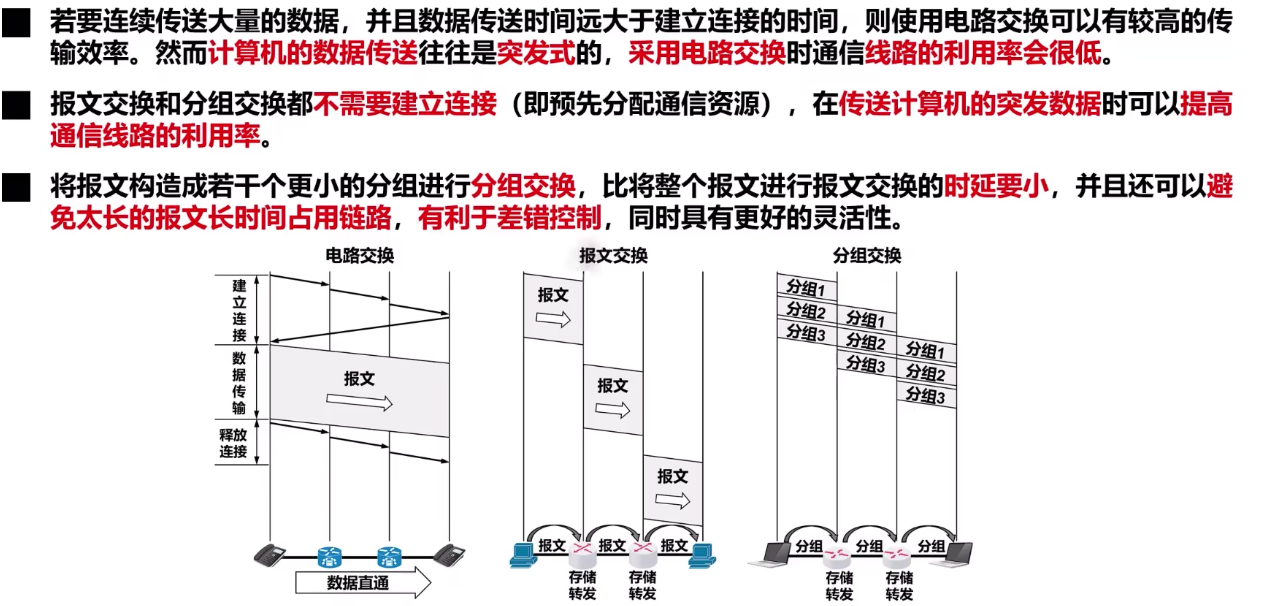 若要连续传送大量的数据，并且数据传送时间远大于建立连接的时间，则使用电路交换可以有较高的传
输效率。然而计算机的数据传送往往是突发式的，采用电路交换时通信线路的利用率会很低。
报文交换和分组交换都不需要建立连接（即预先分配通信资源），在传送计算机的突发数据时可以提高
通信线路的利用率。
将报文构造成若干个更小的分组进行分组交换，比将整个报文进行报文交换的时延要小，并且还可以避
免太长的报文长时间占用链路，有利于差错控制，同时具有更好的灵活性。
电路交换
建
立
连
接
数
据
传
输
报文
释放
连接
数据直通
报文交换
报文
报文
报文
报文 报文 报文
存储
转发
存储
转发
分组交换
分组1
分组2
分组3
分组1
分组2
分组3
分组1
分组2
分组3
分组 分组 分组
存储
转发
存储
转发